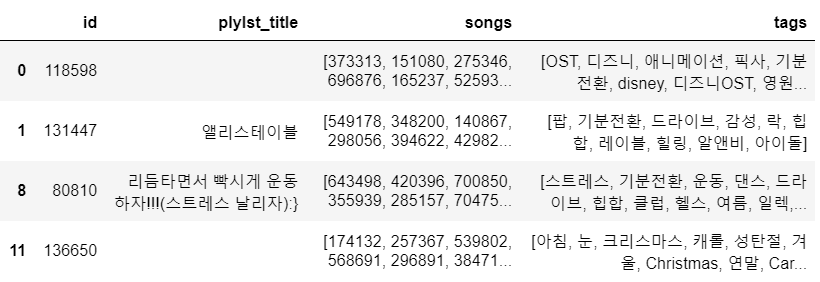 id plylst_title songs tags
0 118598 [373313, 151080, 275346, 696876, 165237, 52593... [OST, 디즈니, 애니메이션, 픽사, 기분전환, disney, 디즈니OST, 영원...
1 131447 앨리스테이블 [549178, 348200, 140867, 298056, 394622, 42982... [팝, 기분전환, 드라이브, 감성, 락, 힙합, 레이블, 힐링, 알앤비, 아이돌]
8 80810 리듬타면서 빡시게 운동하자!!!(스트레스 날리자):} [643498, 420396, 700850, 355939, 285157, 70475... [스트레스, 기분전환, 운동, 댄스, 드라이브, 힙합, 클럽, 헬스, 여름, 일렉,...
11 136650 [174132, 257367, 539802, 568691, 296891, 38471... [아침, 눈, 크리스마스, 캐롤, 성탄절, 겨울, Christmas, 연말, Car...